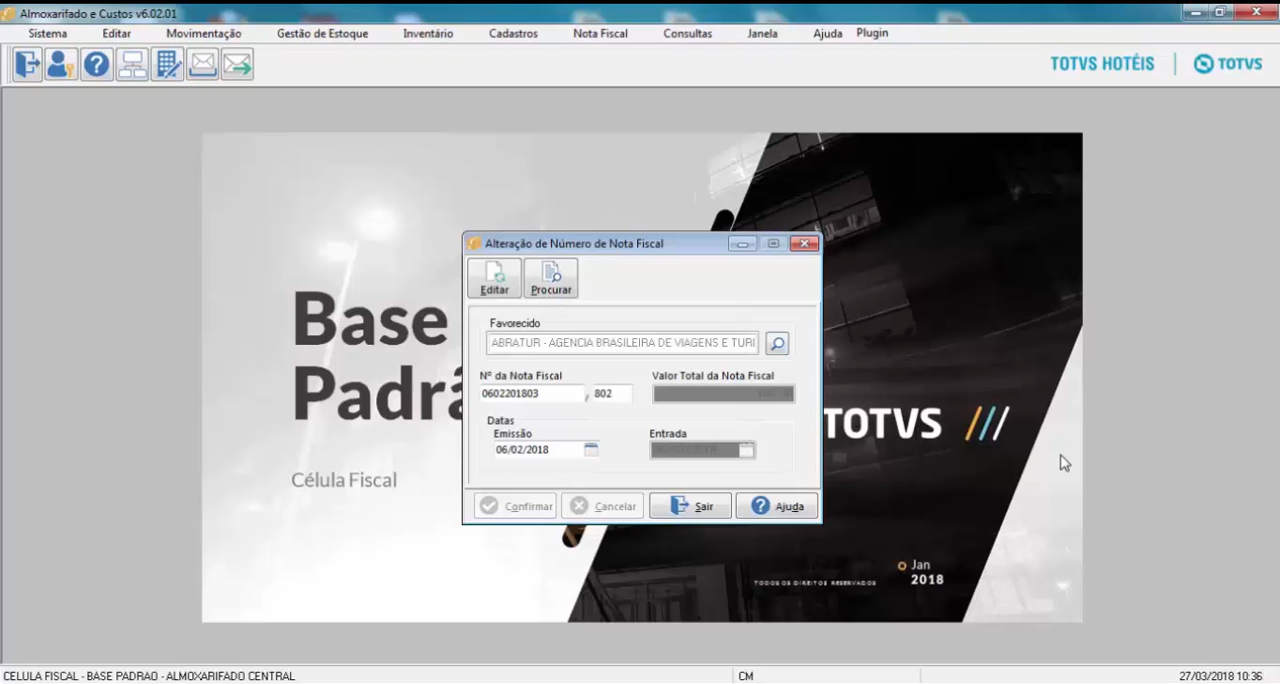 Almoxarifado e Custos v6.02.01
Sistema Editar Movimentação Gestão de Estoque Inventário Cadastros Nota Fiscal Consultas Janela Ajuda Plugin
TOTVS HOTÉIS TOTVS
Base
Padrã
Célula Fiscal
Alteração de Número de Nota Fiscal
Editar Procurar
Favorecido
ABRATUR - AGENCIA BRASILEIRA DE VIAGENS E TURI
Nº da Nota Fiscal Valor Total da Nota Fiscal
0602201803 / 802
Datas
Emissão Entrada
06/02/2018
Confirmar Cancelar Sair Ajuda
TOTVS
Jan
2018
TODOS OS DIREITOS RESERVADOS
CELULA FISCAL - BASE PADRAO - ALMOXARIFADO CENTRAL CM 27/03/2018 10:36